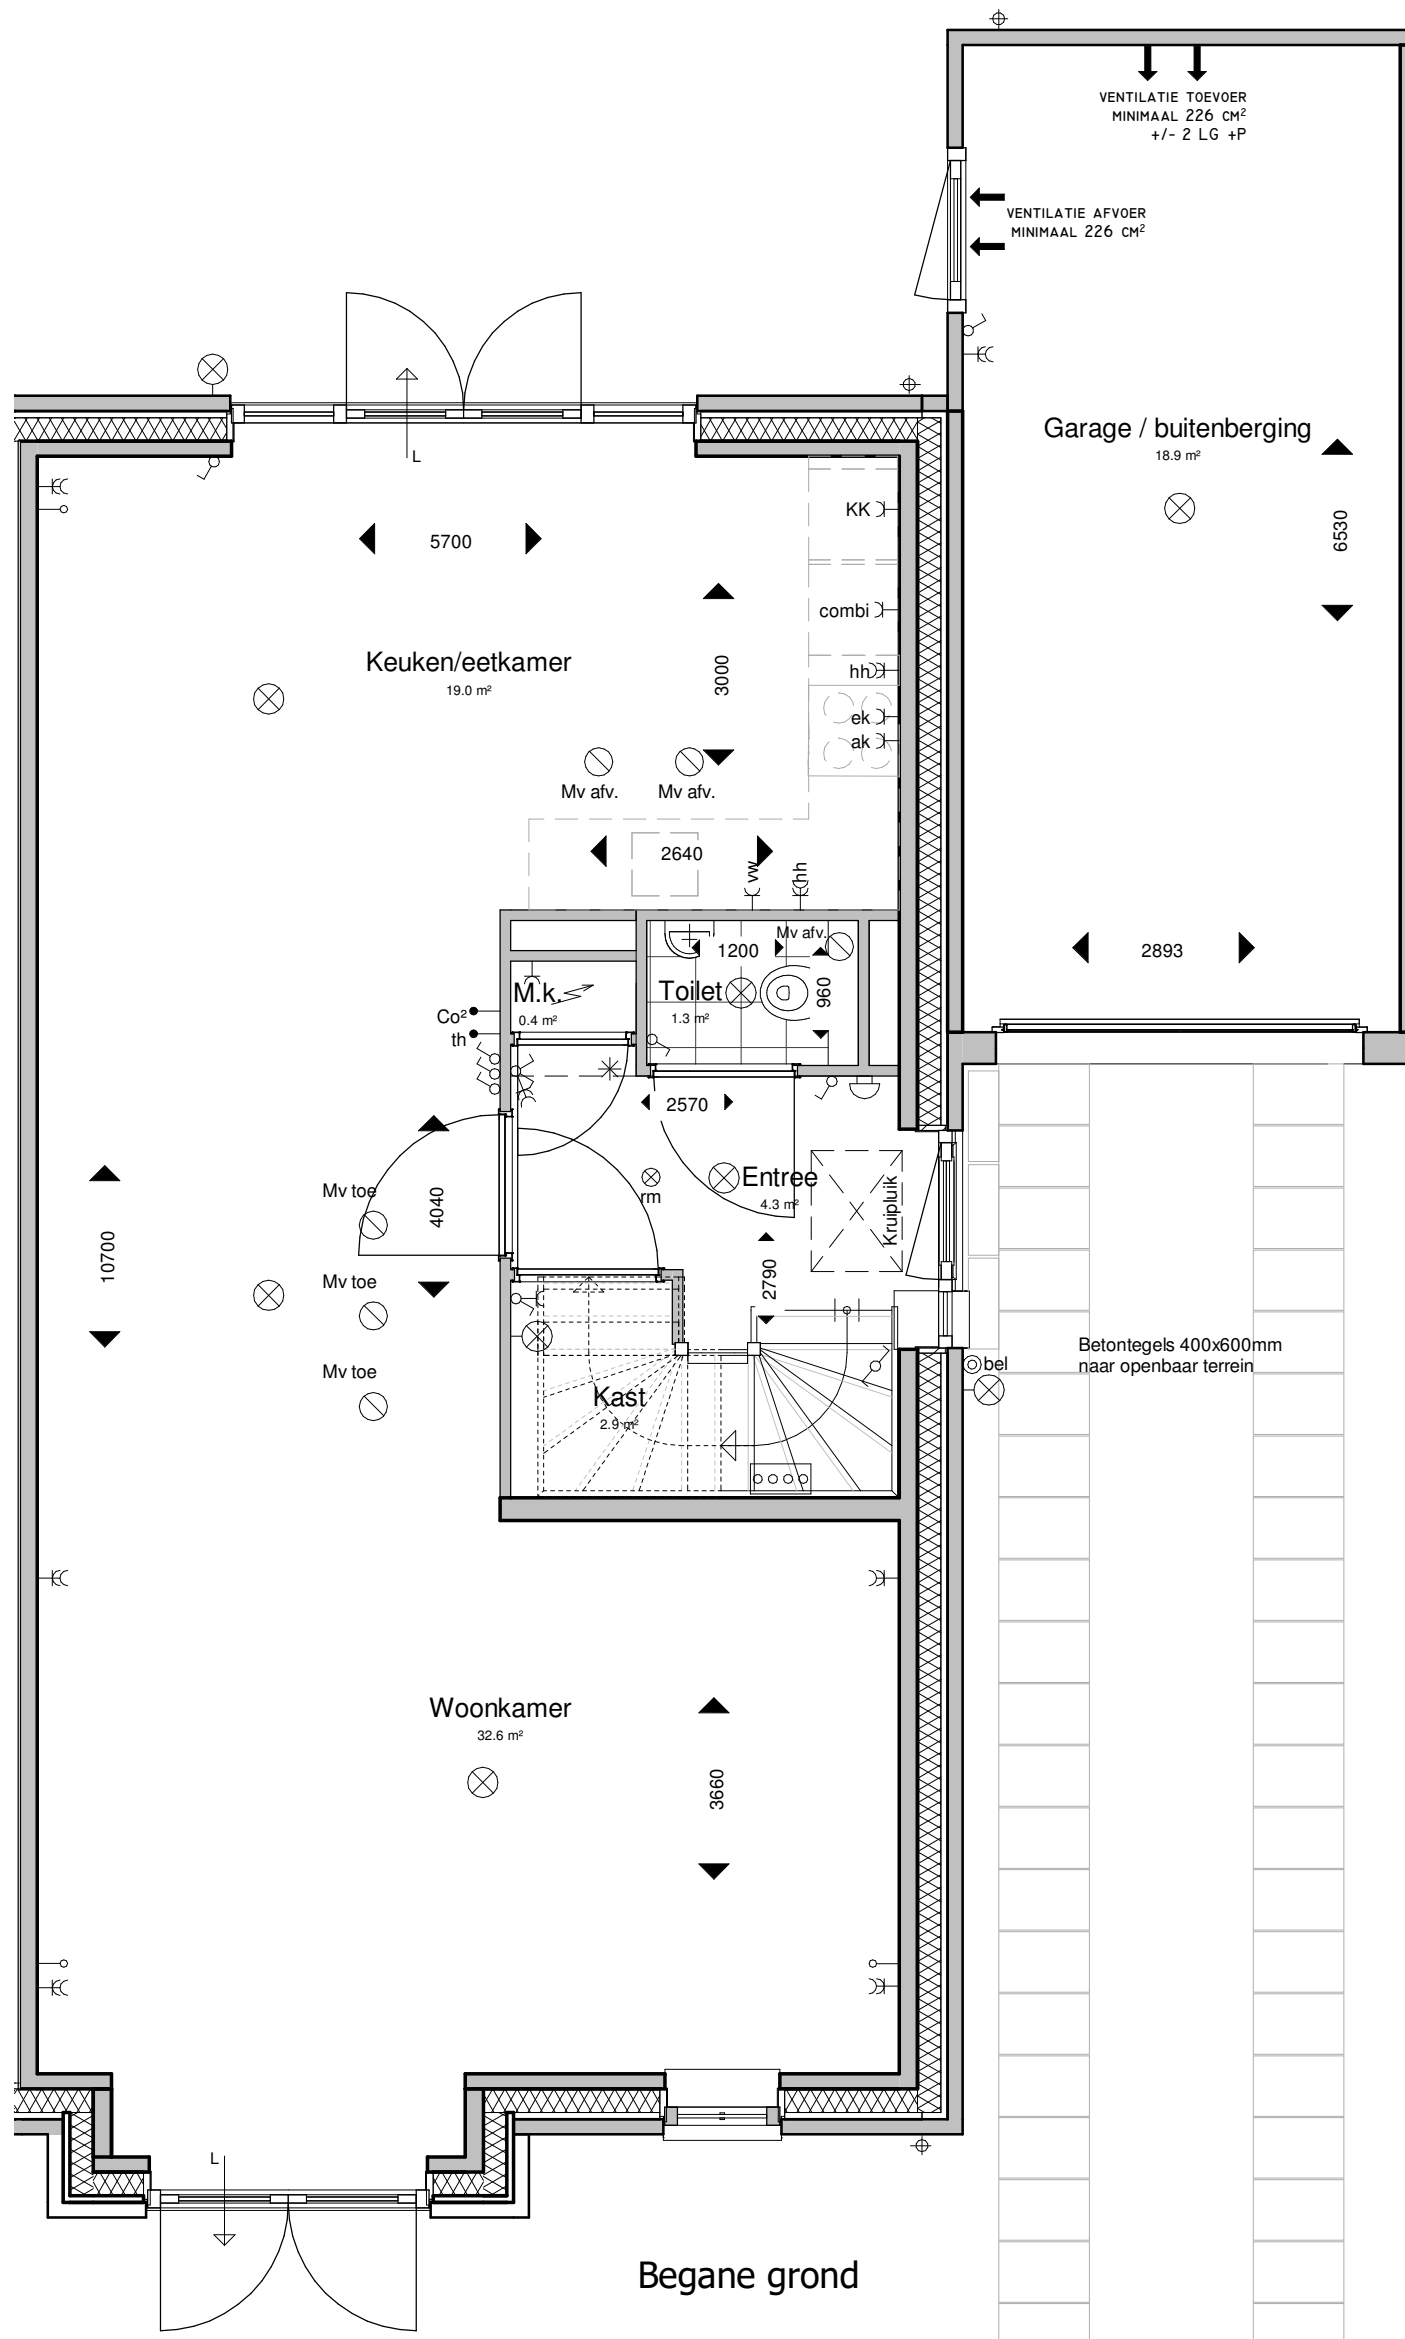 VENTILATIE TOEVOER
MINIMAAL 226 CM²
+/- 2 LG +P
VENTILATIE AFVOER
MINIMAAL 226 CM²
Garage / buitenberging
18.9 m²
6530
L
KK
5700
combi
3000
Keuken/eetkamer
19.0 m²
hh
ek
ak
Mv afv.
Mv afv.
2640
vw
hh
Mv afv.
1200
2893
M.k.
0.4 m²
Toilet
1.3 m²
960
Co²
th
2570
Entree
4.3 m²
rm
Kruipluik
Mv toe
4040
10700
Mv toe
2790
Mv toe
Betontegels 400x600mm
naar openbaar terrein
bel
Kast
2.9 m²
Woonkamer
32.6 m²
3660
L
Begane grond